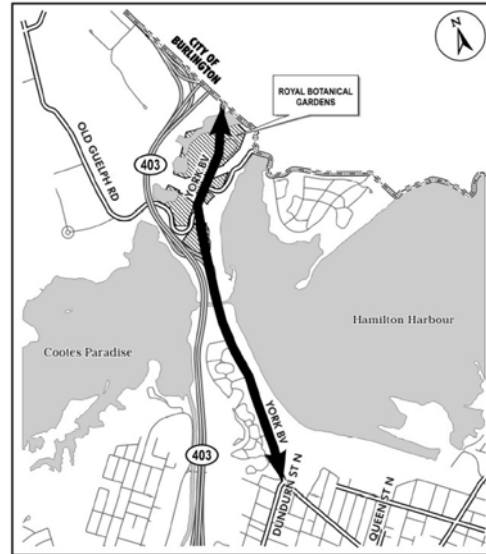 N
CITY OF
BURLINGTON
ROYAL BOTANICAL
GARDENS
OLD GUELPH RD
403
YORK BV
Hamilton Harbour
Cootes Paradise
YORK BV
403
DUNDURN ST N
QUEEN ST N